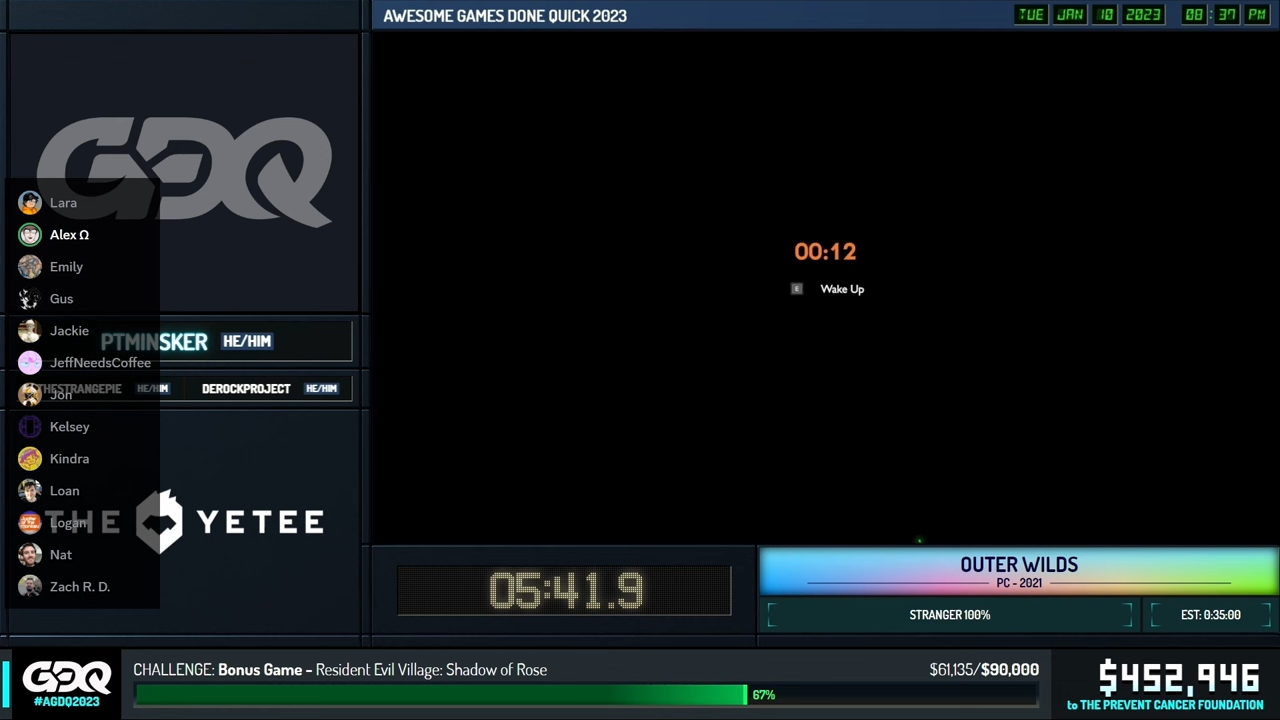 AWESOME GAMES DONE QUICK 2023
TUE JAN 10 2023 08:37 PM
GDQ
Lara
Alex Ω
Emily
Gus
Jackie
JeffNeedsCoffee
Jon
Kelsey
Kindra
Loan
Logan
Nat
Zach R. D.
PTMINSKER HE/HIM
THESTRANGEPIE HE/HIM DEROCKPROJECT HE/HIM
THE YETEE
00:12
E Wake Up
05:41.9
OUTER WILDS
PC - 2021
STRANGER 100%
EST: 0:35:00
GDQ
#AGDQ2023
CHALLENGE: Bonus Game - Resident Evil Village: Shadow of Rose
$61,135/$90,000
67%
$452,946
to THE PREVENT CANCER FOUNDATION